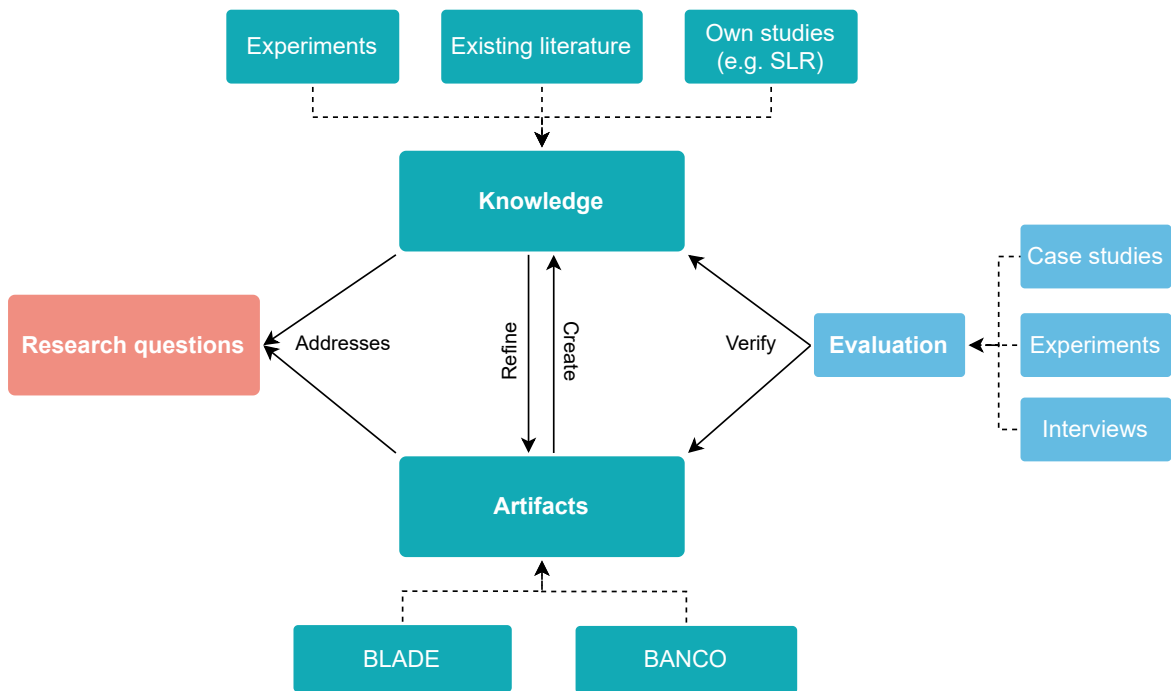 Experiments
Existing literature
Own studies
(e.g. SLR)
Knowledge
Case studies
Research questions
Addresses
Refine
Create
Verify
Evaluation
Experiments
Interviews
Artifacts
BLADE
BANCO